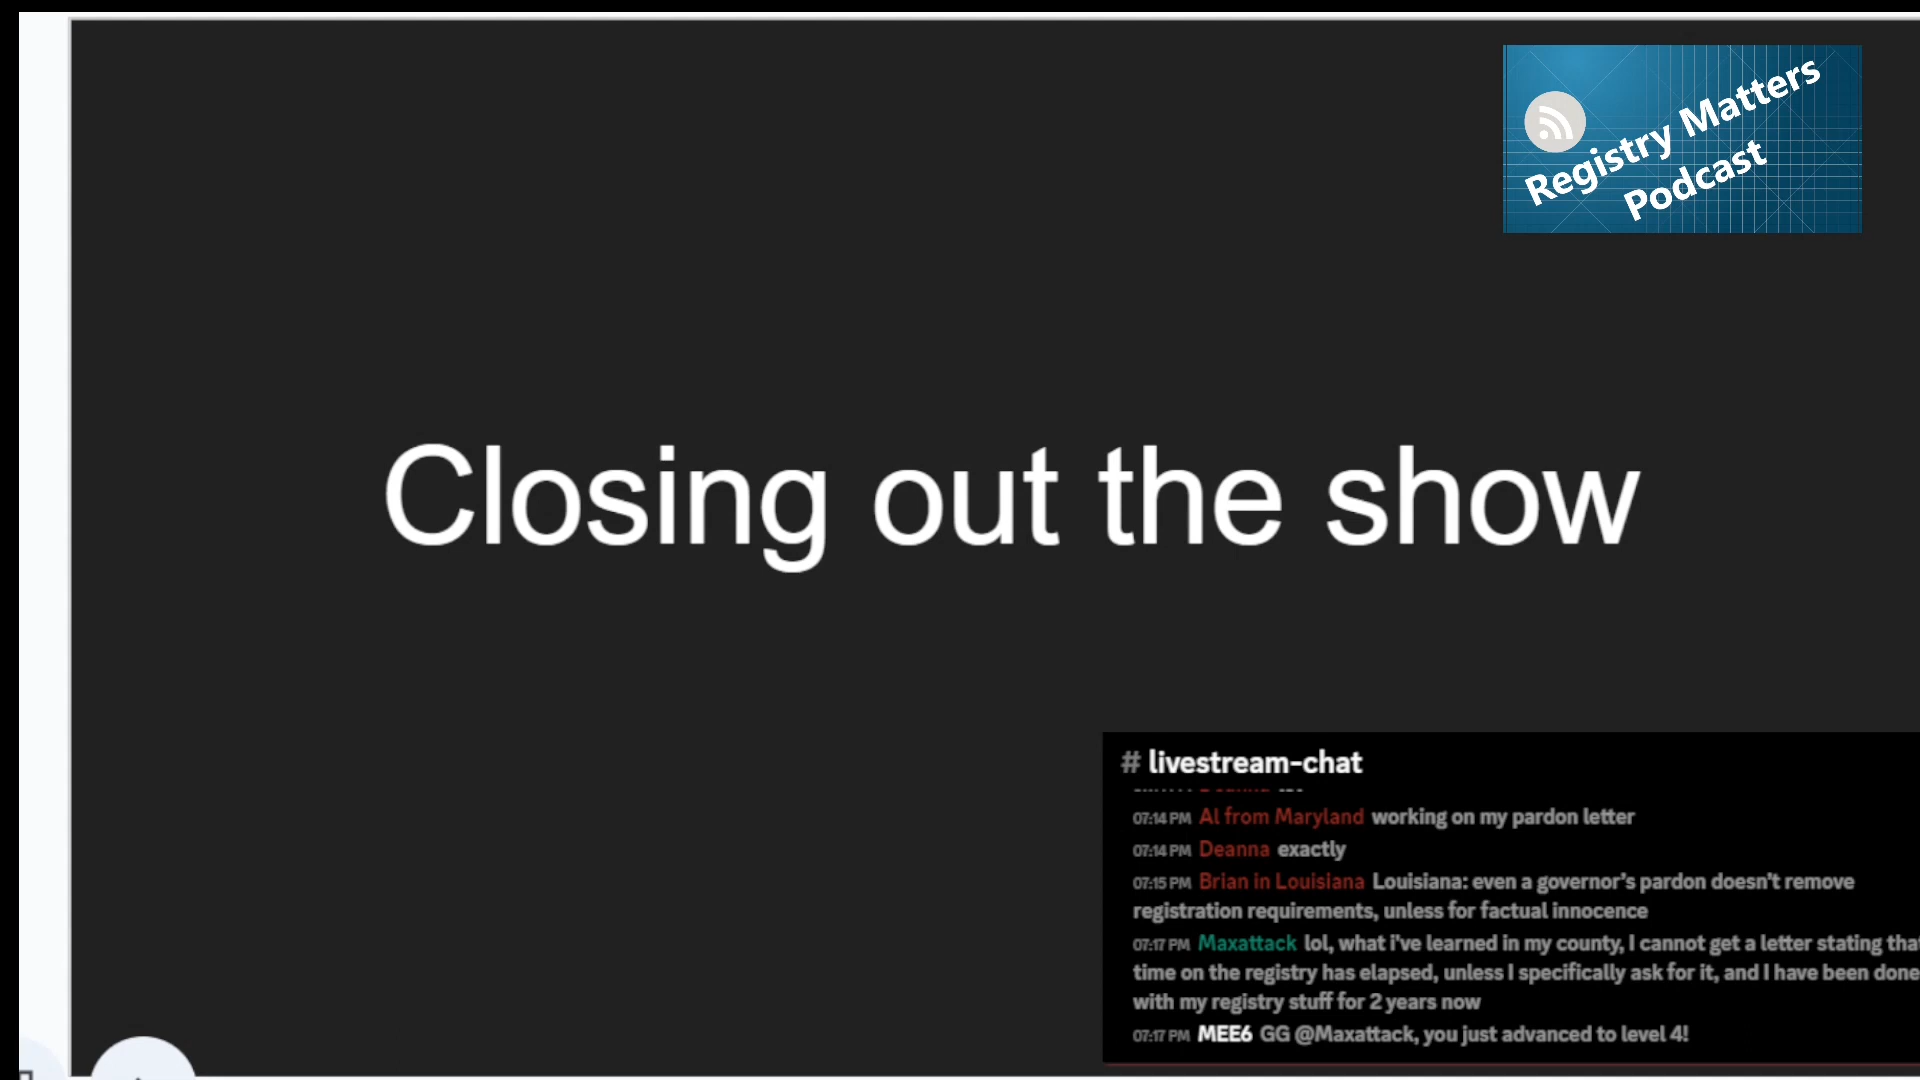 Registry Matters
Podcast
Closing out the show
# livestream-chat
07:14 PM Al from Maryland working on my pardon letter
07:14 PM Deanna exactly
07:15 PM Brian in Louisiana Louisiana: even a governor's pardon doesn't remove
registration requirements, unless for factual innocence
07:17 PM Maxattack lol, what i've learned in my county, I cannot get a letter stating that
time on the registry has elapsed, unless I specifically ask for it, and I have been done
with my registry stuff for 2 years now
07:17 PM MEE6 GG @Maxattack, you just advanced to level 4!